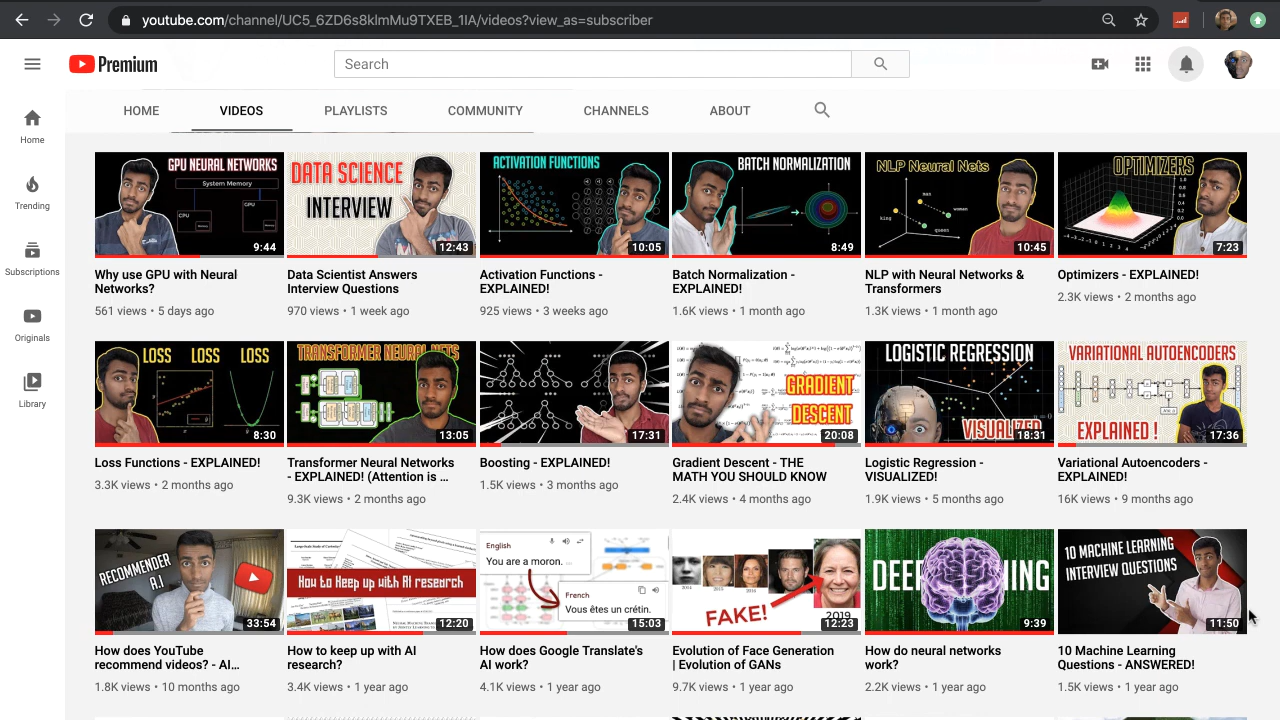 youtube.com/channel/UC5_6ZD6s8klmMu9TXEB_1IA/videos?view_as=subscriber
Premium
Search
HOME
VIDEOS
PLAYLISTS
COMMUNITY
CHANNELS
ABOUT
Home
Trending
Subscriptions
Originals
Library
GPU NEURAL NETWORKS
System Memory
CPU
GPU
9:44
DATA SCIENCE
INTERVIEW
12:43
ACTIVATION FUNCTIONS
10:05
BATCH NORMALIZATION
8:49
NLP Neural Nets
man
woman
king
queen
10:45
OPTIMIZERS
7:23
Why use GPU with Neural
Networks?
561 views • 5 days ago
Data Scientist Answers
Interview Questions
970 views • 1 week ago
Activation Functions -
EXPLAINED!
925 views • 3 weeks ago
Batch Normalization -
EXPLAINED!
1.6K views • 1 month ago
NLP with Neural Networks &
Transformers
1.3K views • 1 month ago
Optimizers - EXPLAINED!
2.3K views • 2 months ago
LOSS LOSS LOSS
8:30
TRANSFORMER NEURAL NETS
13:05
17:31
GRADIENT
DESCENT
20:08
LOGISTIC REGRESSION
VISUALIZED
18:31
VARIATIONAL AUTOENCODERS
EXPLAINED !
17:36
Loss Functions - EXPLAINED!
3.3K views • 2 months ago
Transformer Neural Networks
- EXPLAINED! (Attention is ...
9.3K views • 2 months ago
Boosting - EXPLAINED!
1.5K views • 3 months ago
Gradient Descent - THE
MATH YOU SHOULD KNOW
2.4K views • 4 months ago
Logistic Regression -
VISUALIZED!
1.9K views • 5 months ago
Variational Autoencoders -
EXPLAINED!
16K views • 9 months ago
RECOMMENDER
A.I
33:54
How to Keep up with AI research
12:20
English
You are a moron.
French
Vous êtes un crétin.
15:03
FAKE!
2019
12:23
DEEP
NING
9:39
10 MACHINE LEARNING
INTERVIEW QUESTIONS
11:50
How does YouTube
recommend videos? - AI...
1.8K views • 10 months ago
How to keep up with AI
research?
3.4K views • 1 year ago
How does Google Translate's
AI work?
4.1K views • 1 year ago
Evolution of Face Generation
| Evolution of GANs
9.7K views • 1 year ago
How do neural networks
work?
2.2K views • 1 year ago
10 Machine Learning
Questions - ANSWERED!
1.5K views • 1 year ago